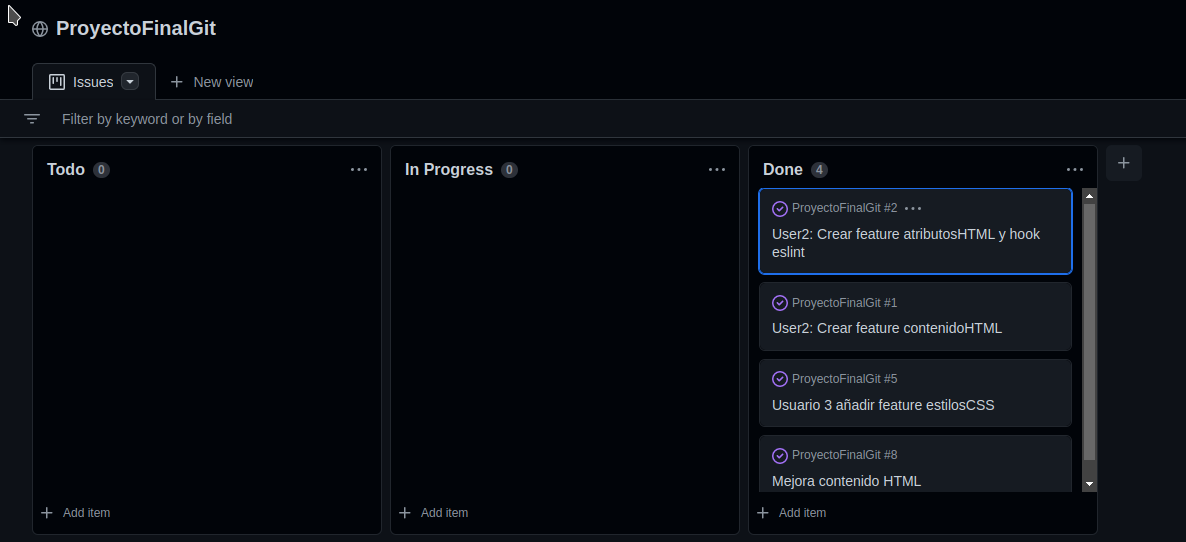 ProyectoFinalGit
Issues
New view
Filter by keyword or by field
Todo 0
In Progress 0
Done 4
ProyectoFinalGit #2
User2: Crear feature atributosHTML y hook
eslint
ProyectoFinalGit #1
User2: Crear feature contenidoHTML
ProyectoFinalGit #5
Usuario 3 añadir feature estilosCSS
ProyectoFinalGit #8
Mejora contenido HTML
Add item
Add item
Add item